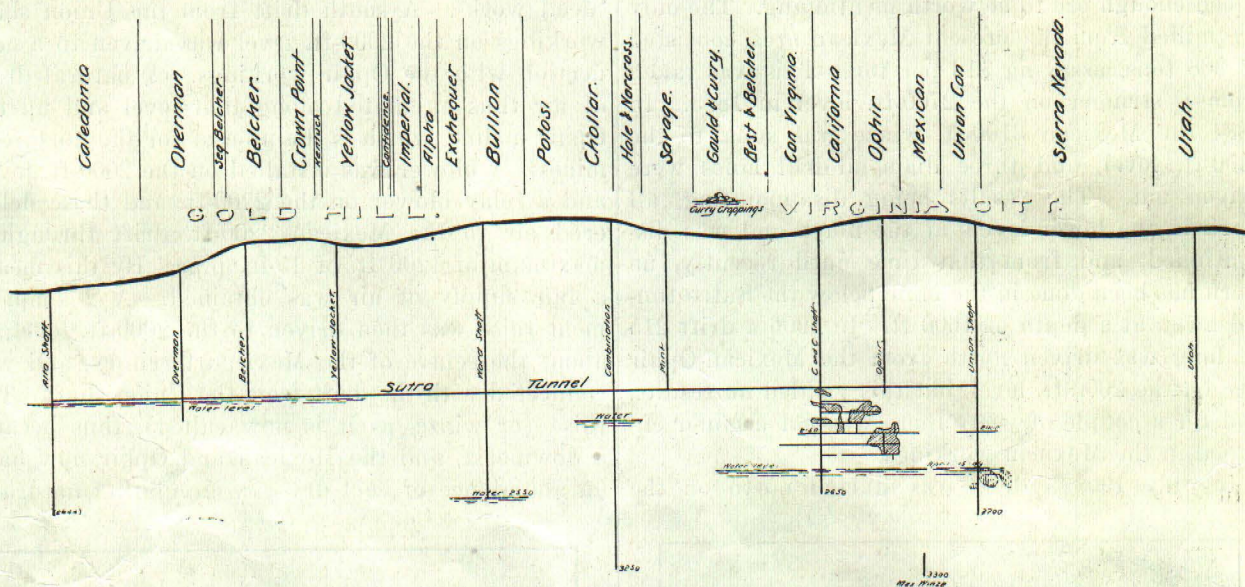 Caledonia
Overman
Seg Belcher.
Belcher.
Crown Point
Kentuck
Yellow Jacket
Confidence.
Imperial.
Alpha
Exchequer
Bullion
Potosi
Chollar.
Hale & Norcross.
Savage.
Gould & Curry
Best & Belcher.
Con Virginia.
California
Ophir
Mexican
Union Con
Sierra Nevada.
Utah.
GOLD HILL.
Curry Croppings
VIRGINIA CITY.
Alta Shaft
Overman
Belcher
Yellow Jacket
Ward Shaft
Combination
C & C Shaft
Ophir
Union Shaft
Utah
Sutro Tunnel
Water level
Water
Water level
Water 2550
2650
2700
3250
3300
Mex Winze